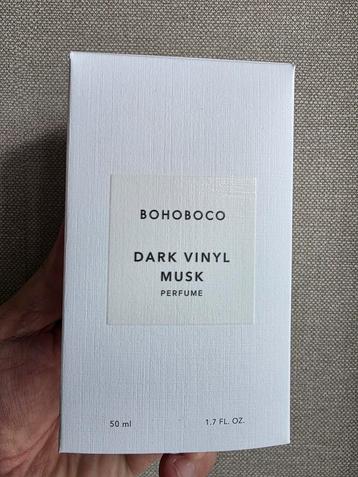 BOHOBOCO
DARK VINYL
MUSK
PERFUME
50 ml 1.7 FL. OZ.